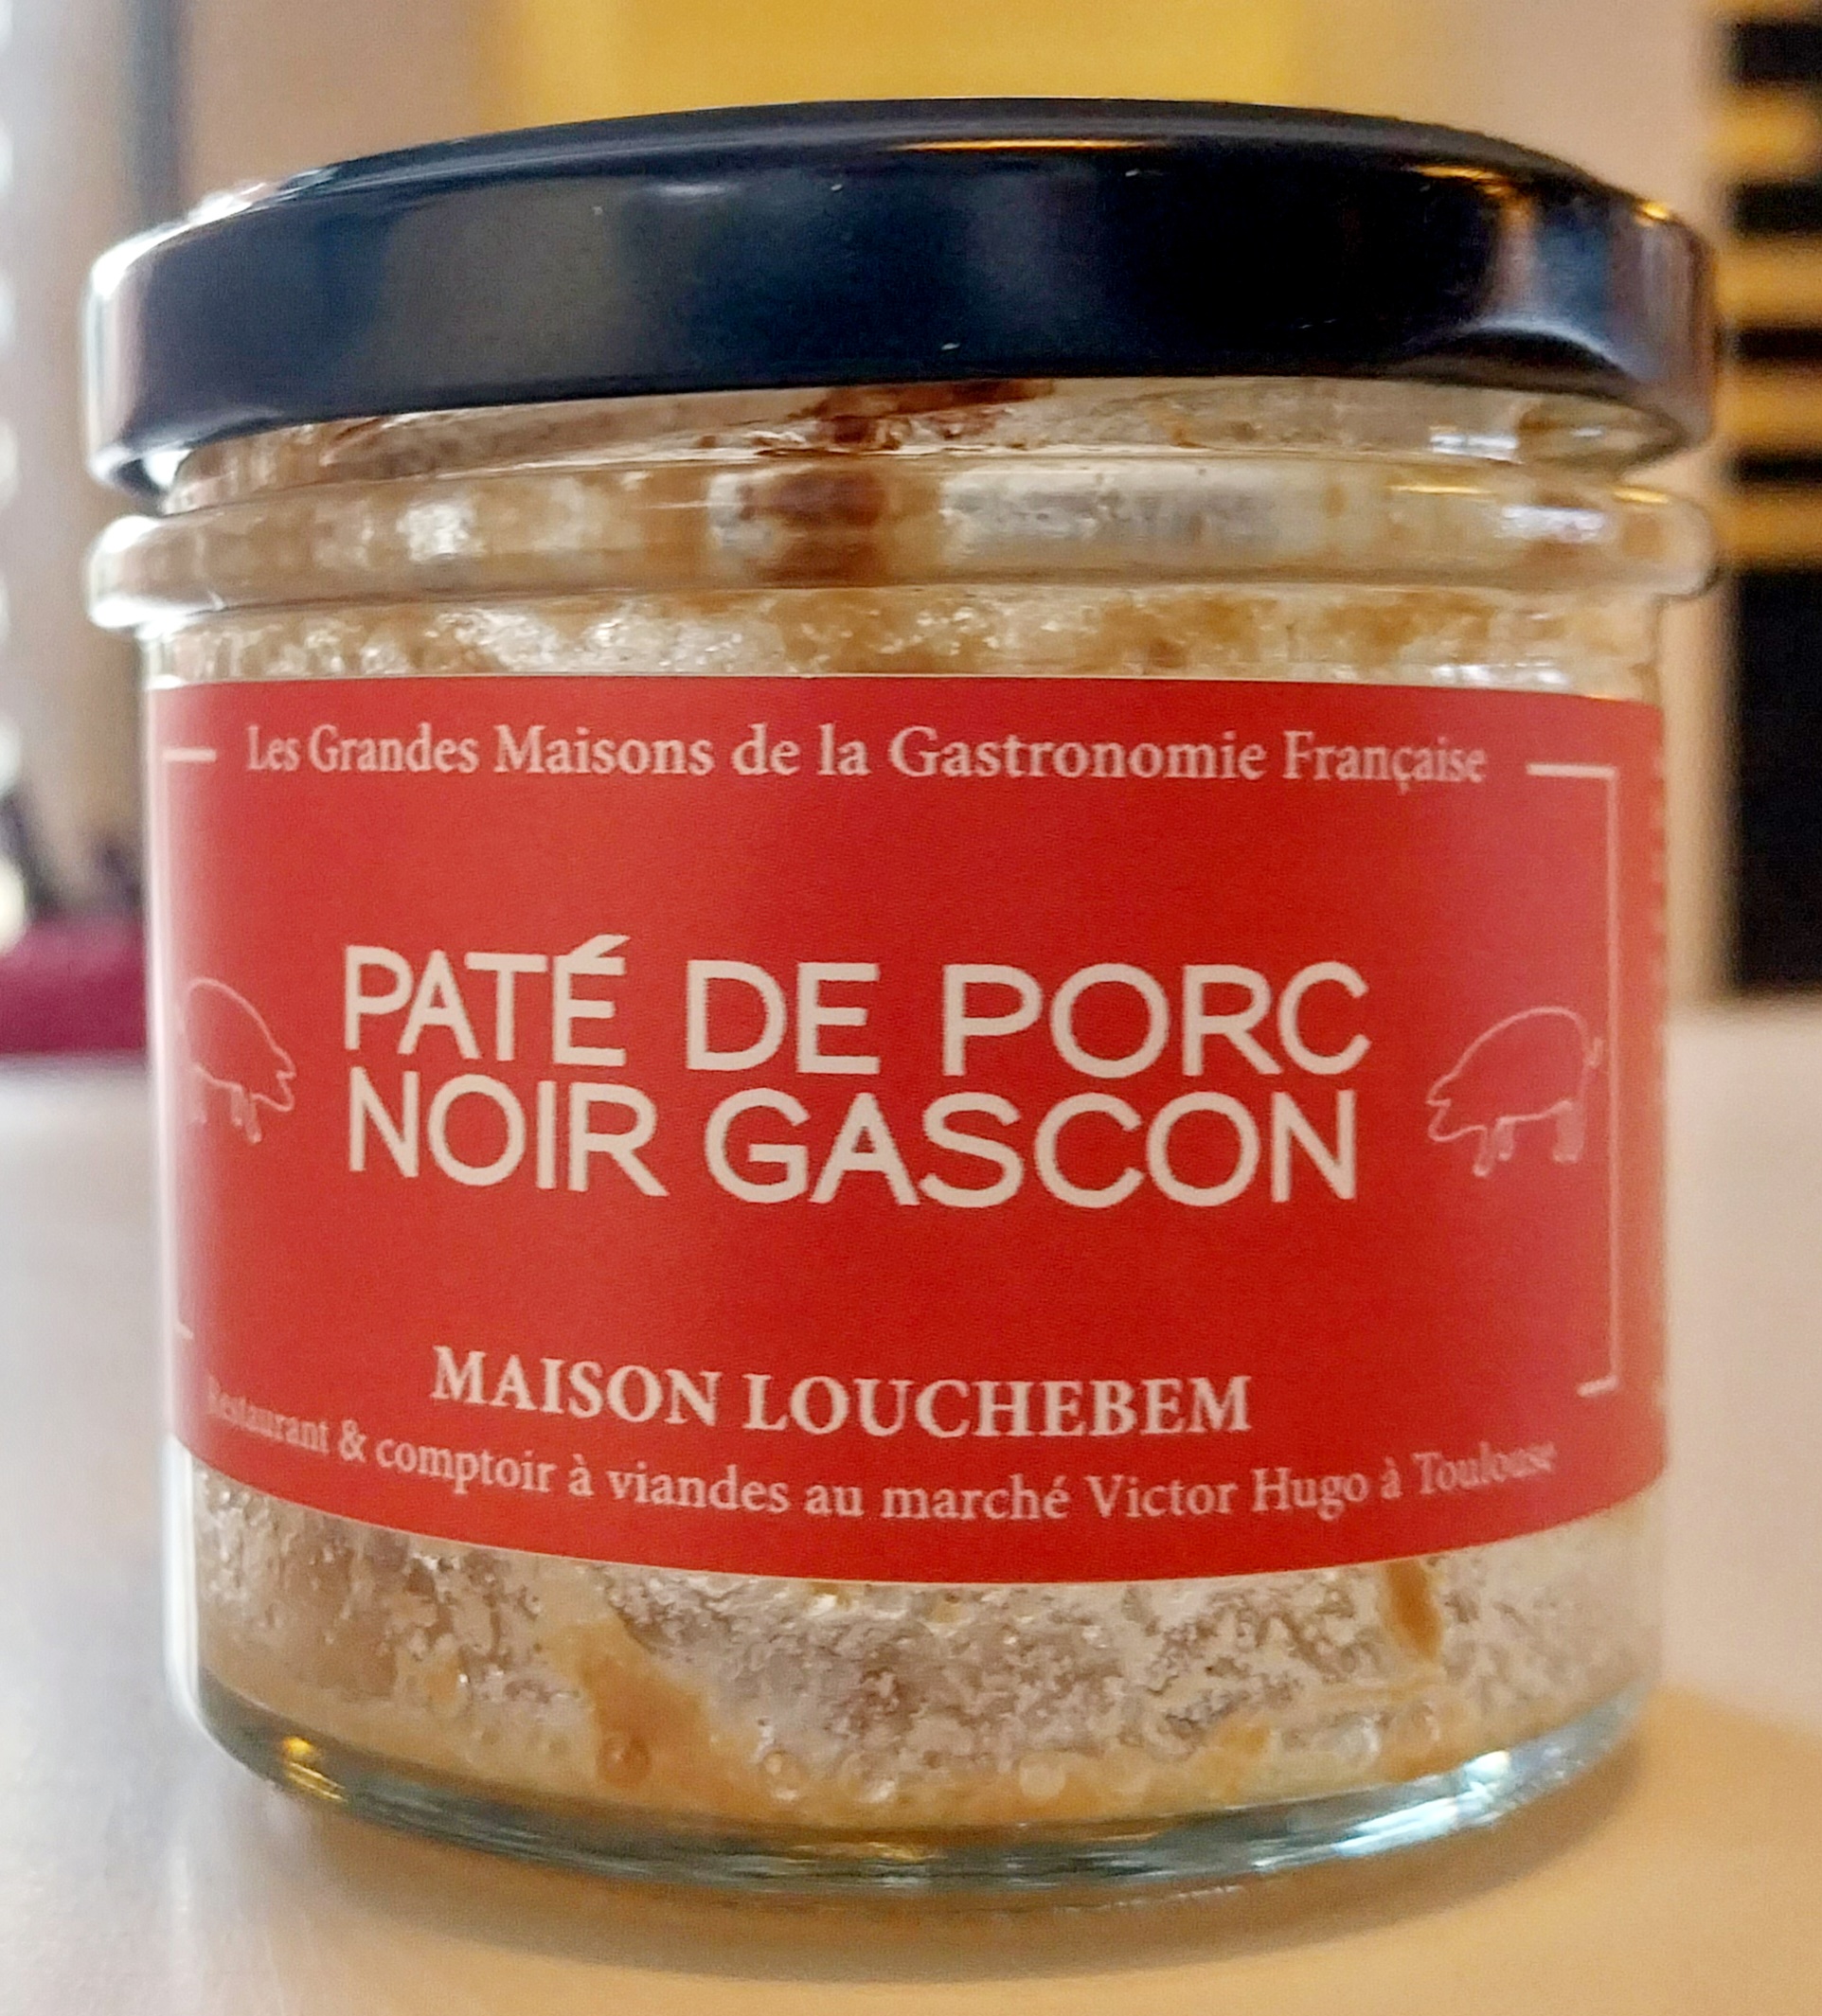 Les Grandes Maisons de la Gastronomie Française
PATÉ DE PORC
NOIR GASCON
MAISON LOUCHEBEM
Restaurant & comptoir à viandes au marché Victor Hugo à Toulouse